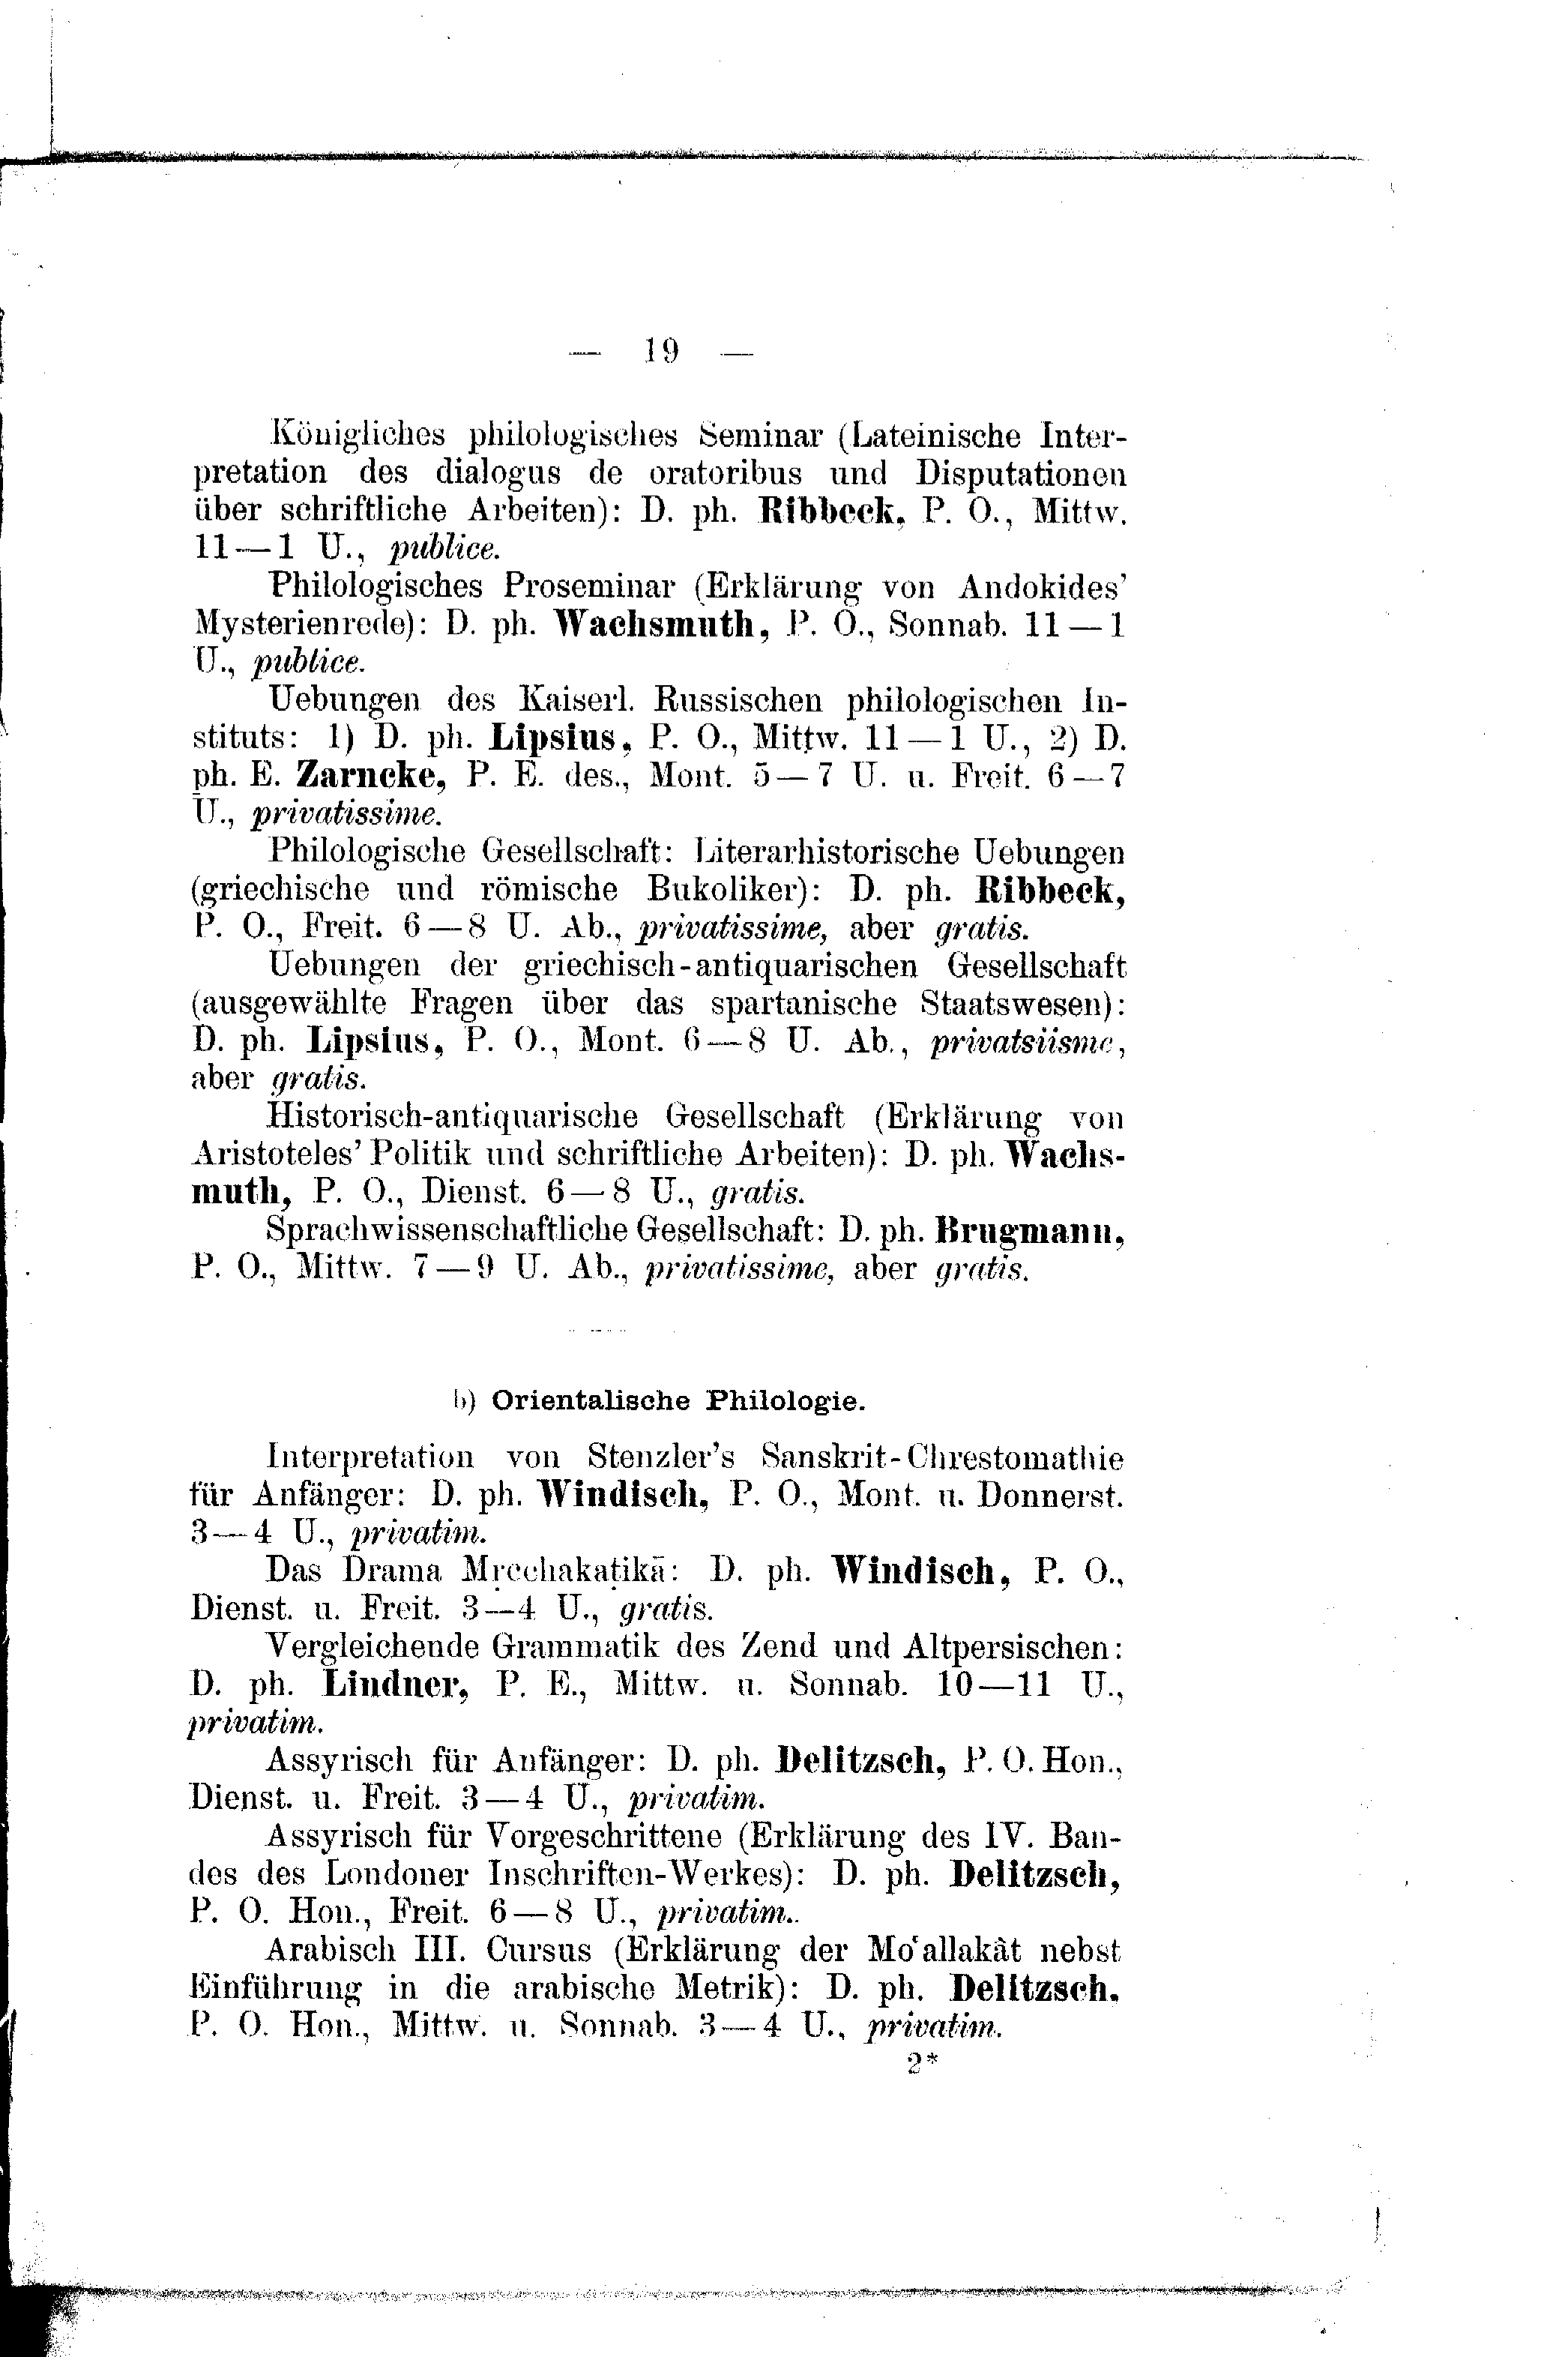 — 19 —
Königliches philologisches Seminar (Lateinische Inter-
pretation des dialogus de oratoribus und Disputationen
über schriftliche Arbeiten): D. ph. Ribbeck, P. O., Mittw.
11—1 U., publice.
Philologisches Proseminar (Erklärung von Andokides'
Mysterienrede): D. ph. Wachsmuth, P. O., Sonnab. 11—1
U., publice.
Uebungen des Kaiserl. Russischen philologischen In-
stituts: 1) D. ph. Lipsius, P. O., Mittw. 11—1 U., 2) D.
ph. E. Zarncke, P. E. des., Mont. 5—7 U. u. Freit. 6—7
U., privatissime.
Philologische Gesellschaft: Literarhistorische Uebungen
(griechische und römische Bukoliker): D. ph. Ribbeck,
P. O., Freit. 6—8 U. Ab., privatissime, aber gratis.
Uebungen der griechisch-antiquarischen Gesellschaft
(ausgewählte Fragen über das spartanische Staatswesen):
D. ph. Lipsius, P. O., Mont. 6—8 U. Ab., privatsiisme,
aber gratis.
Historisch-antiquarische Gesellschaft (Erklärung von
Aristoteles' Politik und schriftliche Arbeiten): D. ph. Wachs-
muth, P. O., Dienst. 6—8 U., gratis.
Sprachwissenschaftliche Gesellschaft: D. ph. Brugmann,
P. O., Mittw. 7—9 U. Ab., privatissime, aber gratis.
b) Orientalische Philologie.
Interpretation von Stenzler's Sanskrit-Chrestomathie
für Anfänger: D. ph. Windisch, P. O., Mont. u. Donnerst.
3—4 U., privatim.
Das Drama Mṛcchakaṭikā: D. ph. Windisch, P. O.,
Dienst. u. Freit. 3—4 U., gratis.
Vergleichende Grammatik des Zend und Altpersischen:
D. ph. Lindner, P. E., Mittw. u. Sonnab. 10—11 U.,
privatim.
Assyrisch für Anfänger: D. ph. Delitzsch, P. O. Hon.,
Dienst. u. Freit. 3—4 U., privatim.
Assyrisch für Vorgeschrittene (Erklärung des IV. Ban-
des des Londoner Inschriften-Werkes): D. ph. Delitzsch,
P. O. Hon., Freit. 6—8 U., privatim..
Arabisch III. Cursus (Erklärung der Moʿallakât nebst
Einführung in die arabische Metrik): D. ph. Delitzsch.
P. O. Hon., Mittw. u. Sonnab. 3—4 U., privatim.
2*